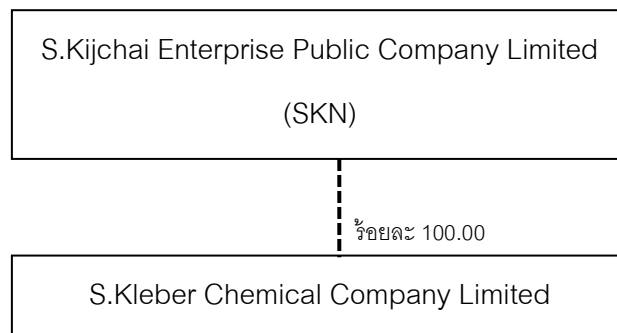 S.Kijchai Enterprise Public Company Limited
(SKN)
ร้อยละ 100.00
S.Kleber Chemical Company Limited